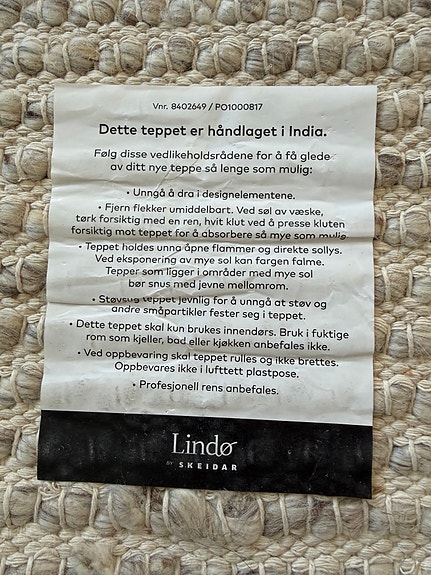 Vnr. 8402649 / PO1000817
Dette teppet er håndlaget i India.
Følg disse vedlikeholdsrådene for å få glede
av ditt nye teppe så lenge som mulig:
• Unngå å dra i designelementene.
• Fjern flekker umiddelbart. Ved søl av væske,
tørk forsiktig med en ren, hvit klut ved å presse kluten
forsiktig mot teppet for å absorbere så mye som mulig.
• Teppet holdes unna åpne flammer og direkte sollys.
Ved eksponering av mye sol kan fargen falme.
Tepper som ligger i områder med mye sol
bør snus med jevne mellomrom.
• Støvsug teppet jevnlig for å unngå at støv og
andre småpartikler fester seg i teppet.
• Dette teppet skal kun brukes innendørs. Bruk i fuktige
rom som kjeller, bad eller kjøkken anbefales ikke.
• Ved oppbevaring skal teppet rulles og ikke brettes.
Oppbevares ikke i lufttett plastpose.
• Profesjonell rens anbefales.
Lindø
BY SKEIDAR